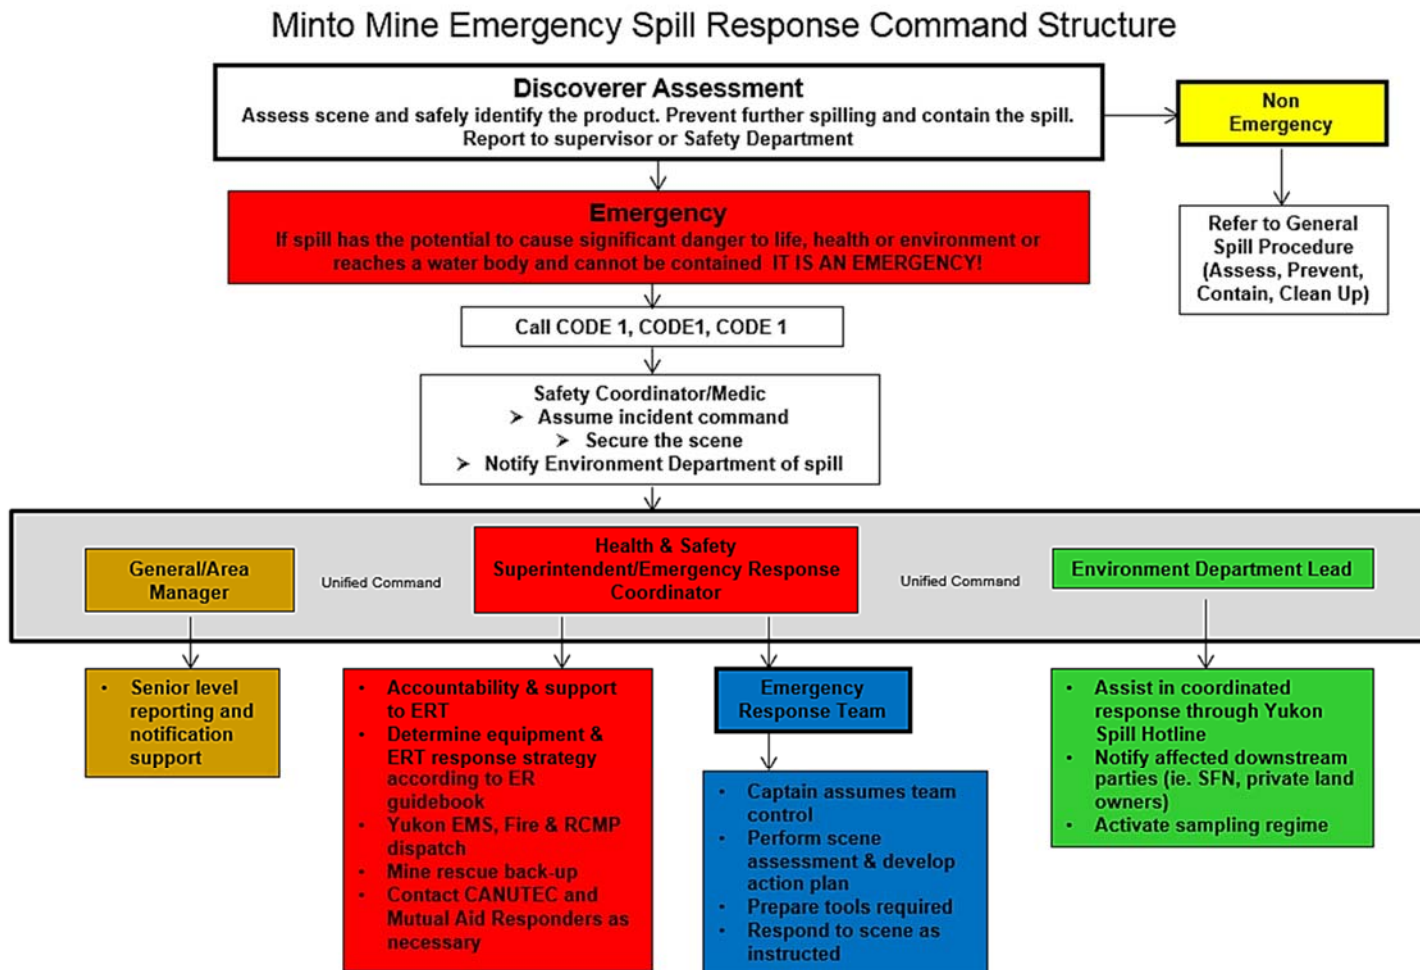 Minto Mine Emergency Spill Response Command Structure
Discoverer Assessment
Assess scene and safely identify the product. Prevent further spilling and contain the spill.
Report to supervisor or Safety Department
Non
Emergency
Emergency
If spill has the potential to cause significant danger to life, health or environment or
reaches a water body and cannot be contained IT IS AN EMERGENCY!
Refer to General
Spill Procedure
(Assess, Prevent,
Contain, Clean Up)
Call CODE 1, CODE1, CODE 1
Safety Coordinator/Medic
➢ Assume incident command
➢ Secure the scene
➢ Notify Environment Department of spill
General/Area
Manager
Unified Command
Health & Safety
Superintendent/Emergency Response
Coordinator
Unified Command
Environment Department Lead
• Senior level
reporting and
notification
support
• Accountability & support
to ERT
• Determine equipment &
ERT response strategy
according to ER
guidebook
• Yukon EMS, Fire & RCMP
dispatch
• Mine rescue back-up
• Contact CANUTEC and
Mutual Aid Responders as
necessary
Emergency
Response Team
• Captain assumes team
control
• Perform scene
assessment & develop
action plan
• Prepare tools required
• Respond to scene as
instructed
• Assist in coordinated
response through Yukon
Spill Hotline
• Notify affected downstream
parties (ie. SFN, private land
owners)
• Activate sampling regime